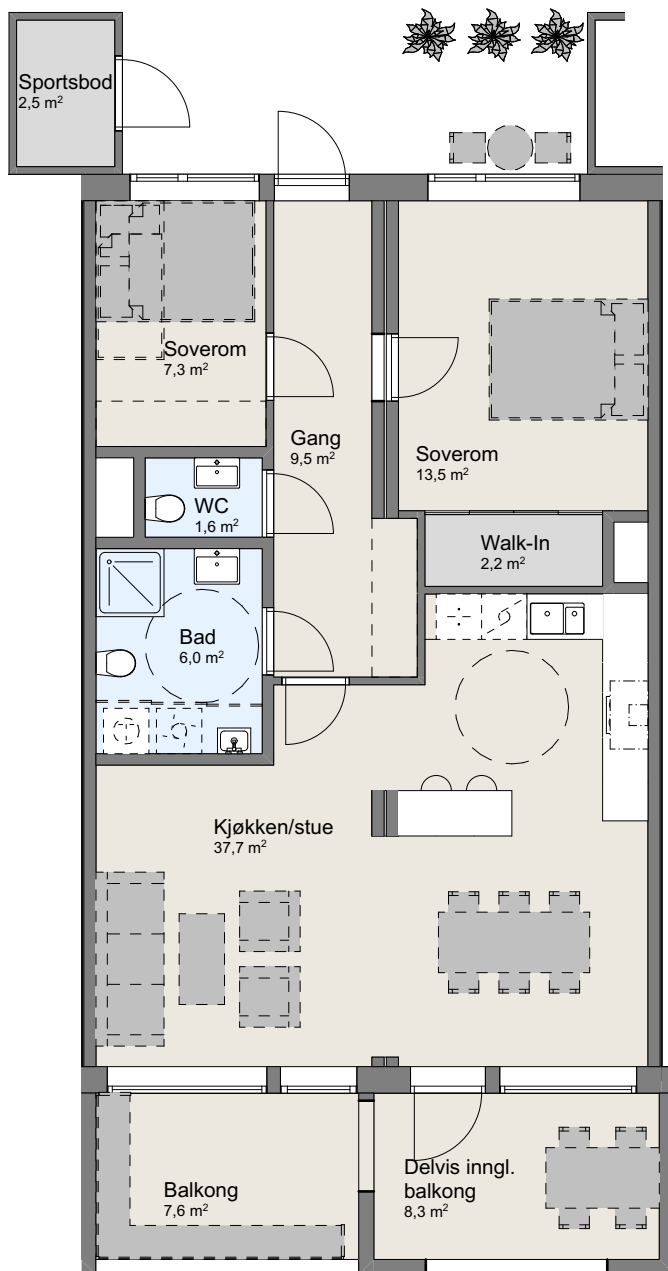 Sportsbod
2,5 m²
Soverom
7,3 m²
Gang
9,5 m²
Soverom
13,5 m²
WC
1,6 m²
Walk-In
2,2 m²
Bad
6,0 m²
Kjøkken/stue
37,7 m²
Balkong
7,6 m²
Delvis inngl.
balkong
8,3 m²